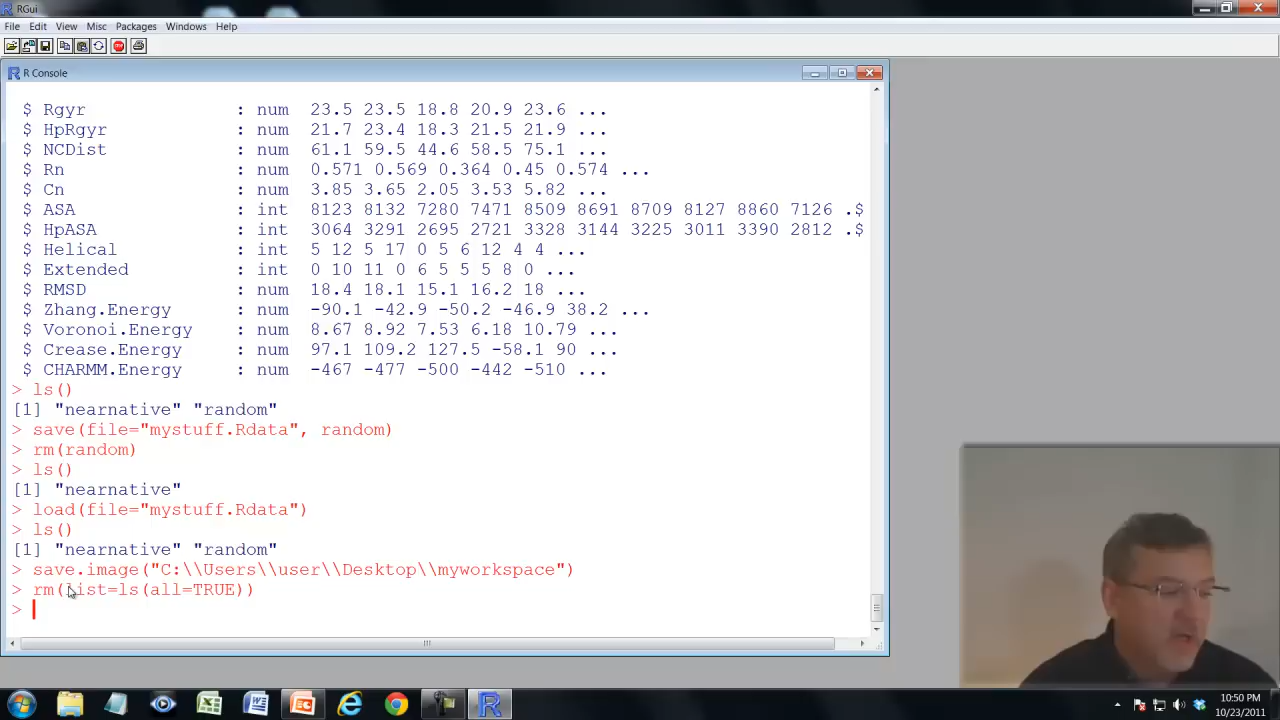 RGui
File Edit View Misc Packages Windows Help
R Console
$ Rgyr : num 23.5 23.5 18.8 20.9 23.6 ...
$ HpRgyr : num 21.7 23.4 18.3 21.5 21.9 ...
$ NCDist : num 61.1 59.5 44.6 58.5 75.1 ...
$ Rn : num 0.571 0.569 0.364 0.45 0.574 ...
$ Cn : num 3.85 3.65 2.05 3.53 5.82 ...
$ ASA : int 8123 8132 7280 7471 8509 8691 8709 8127 8860 7126 .$
$ HpASA : int 3064 3291 2695 2721 3328 3144 3225 3011 3390 2812 .$
$ Helical : int 5 12 5 17 0 5 6 12 4 4 ...
$ Extended : int 0 10 11 0 6 5 5 5 8 0 ...
$ RMSD : num 18.4 18.1 15.1 16.2 18 ...
$ Zhang.Energy : num -90.1 -42.9 -50.2 -46.9 38.2 ...
$ Voronoi.Energy : num 8.67 8.92 7.53 6.18 10.79 ...
$ Crease.Energy : num 97.1 109.2 127.5 -58.1 90 ...
$ CHARMM.Energy : num -467 -477 -500 -442 -510 ...
> ls()
[1] "nearnative" "random"
> save(file="mystuff.Rdata", random)
> rm(random)
> ls()
[1] "nearnative"
> load(file="mystuff.Rdata")
> ls()
[1] "nearnative" "random"
> save.image("C:\\Users\\user\\Desktop\\myworkspace")
> rm(list=ls(all=TRUE))
>
10:50 PM
10/23/2011